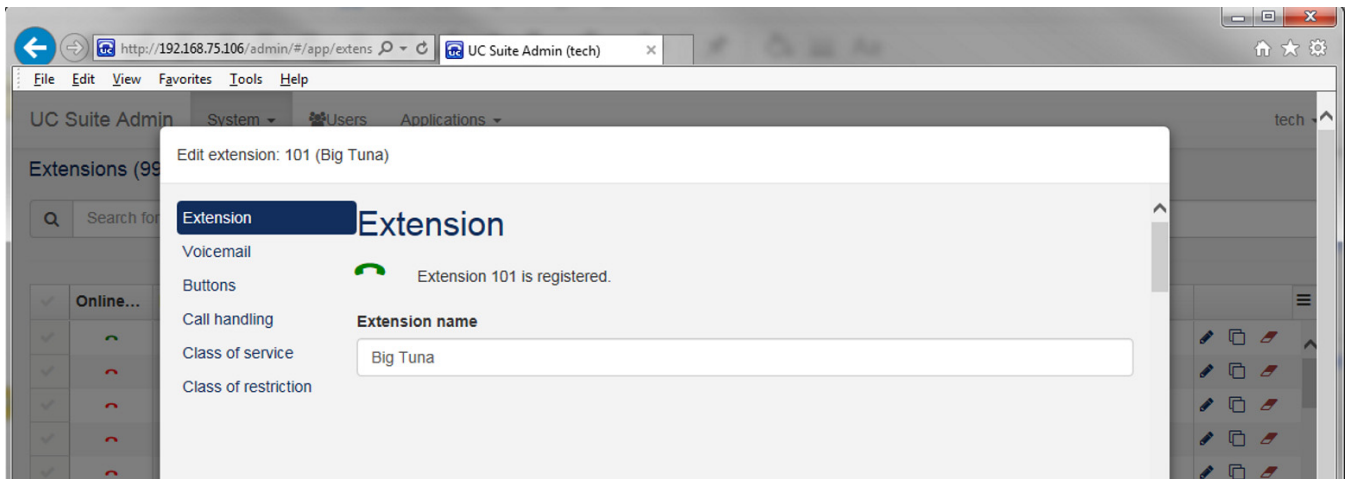 http://192.168.75.106/admin/#/app/extens
UC Suite Admin (tech)
File Edit View Favorites Tools Help
UC Suite Admin System Users Applications tech
Edit extension: 101 (Big Tuna)
Extensions (99
Search for
Extension
Voicemail
Buttons
Call handling
Class of service
Class of restriction
Extension
Extension 101 is registered.
Extension name
Big Tuna
Online...